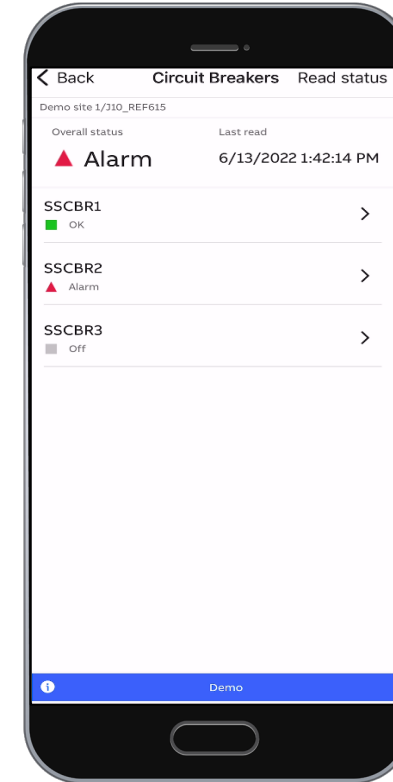 Back Circuit Breakers Read status
Demo site 1/J10_REF615
Overall status Last read
Alarm 6/13/2022 1:42:14 PM
SSCBR1
OK
SSCBR2
Alarm
SSCBR3
Off
Demo